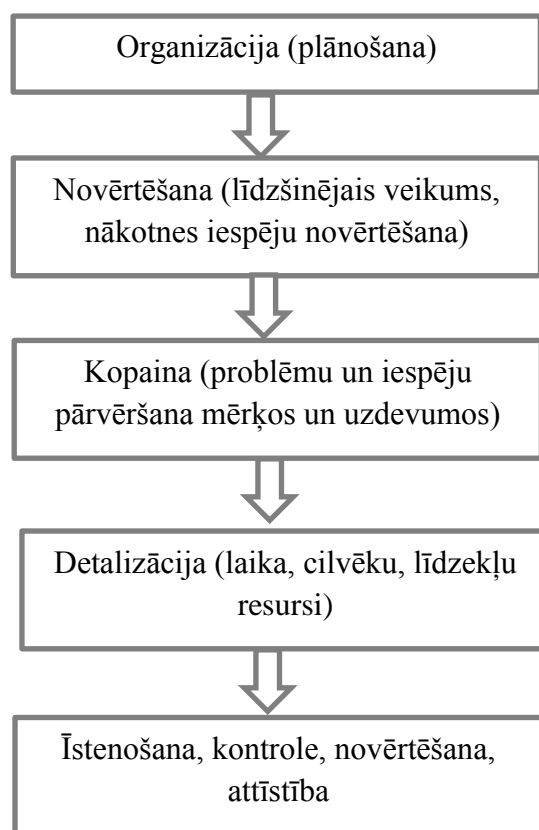 Organizācija (plānošana)
Novērtēšana (līdzšinējais veikums,
nākotnes iespēju novērtēšana)
Kopaina (problēmu un iespēju
pārvēršana mērķos un uzdevumos)
Detalizācija (laika, cilvēku, līdzekļu
resursi)
Īstenošana, kontrole, novērtēšana,
attīstība